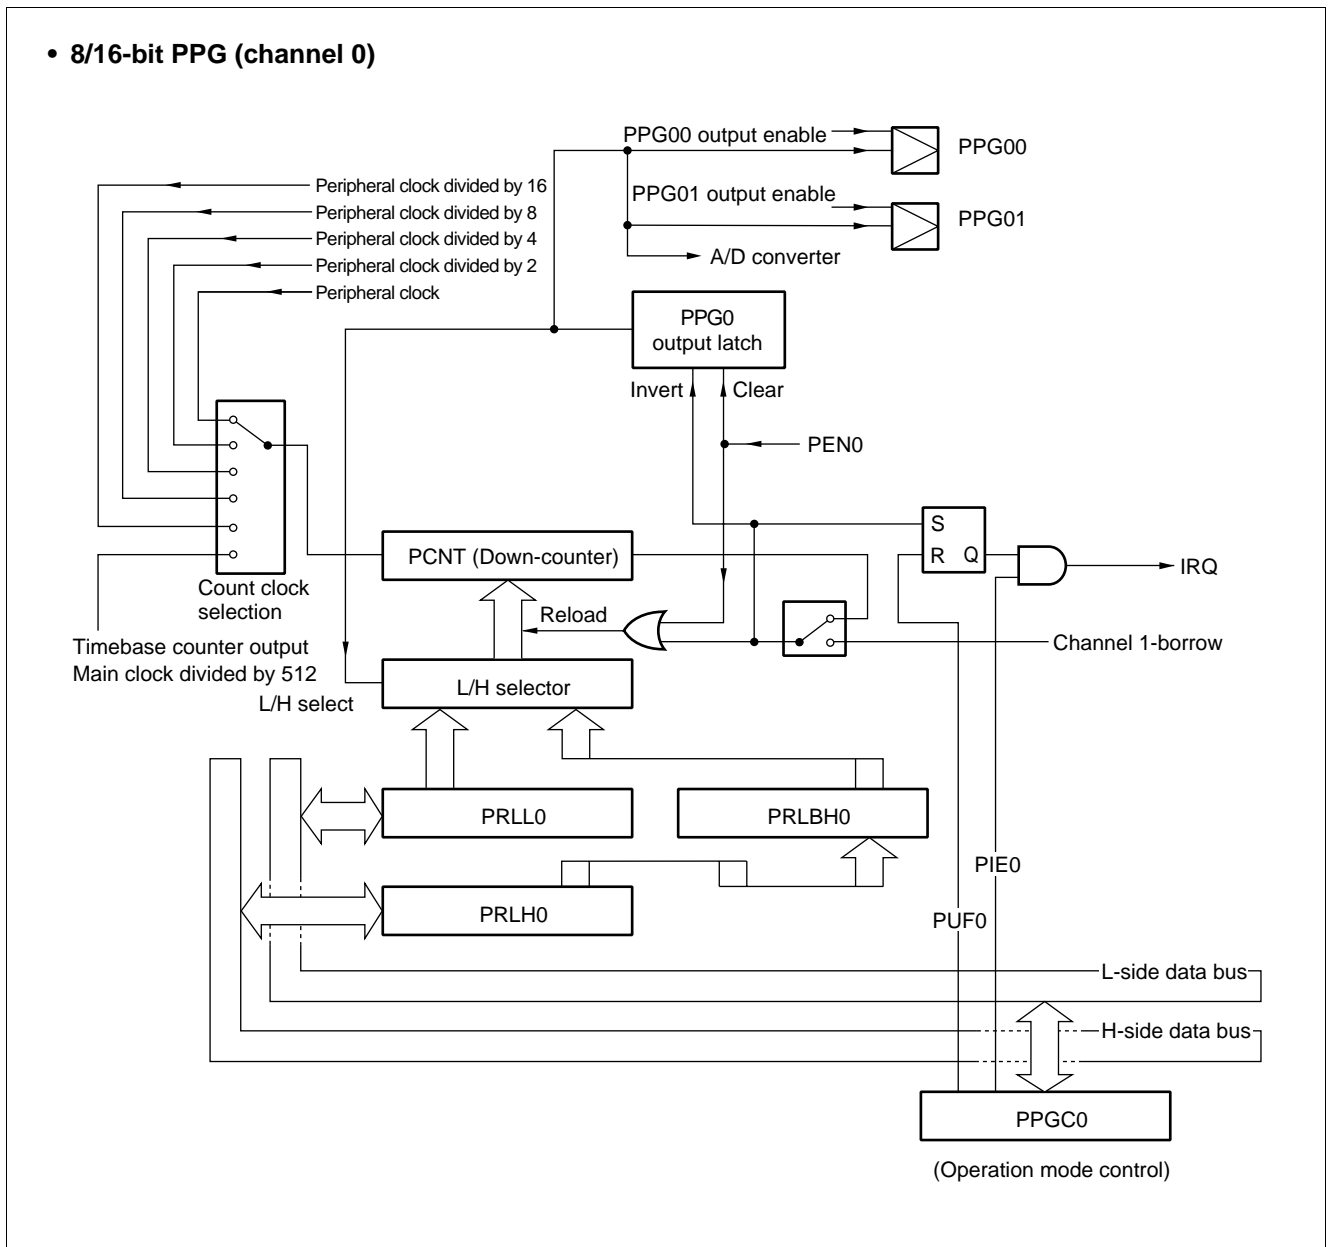 • 8/16-bit PPG (channel 0)
PPG00 output enable
PPG00
Peripheral clock divided by 16
PPG01 output enable
Peripheral clock divided by 8
PPG01
Peripheral clock divided by 4
A/D converter
Peripheral clock divided by 2
Peripheral clock
PPG0
output latch
Invert
Clear
PEN0
S
R Q
IRQ
PCNT (Down-counter)
Count clock
selection
Reload
Timebase counter output
Main clock divided by 512
Channel 1-borrow
L/H selector
L/H select
PRLL0
PRLBH0
PIE0
PRLH0
PUF0
L-side data bus
H-side data bus
PPGC0
(Operation mode control)